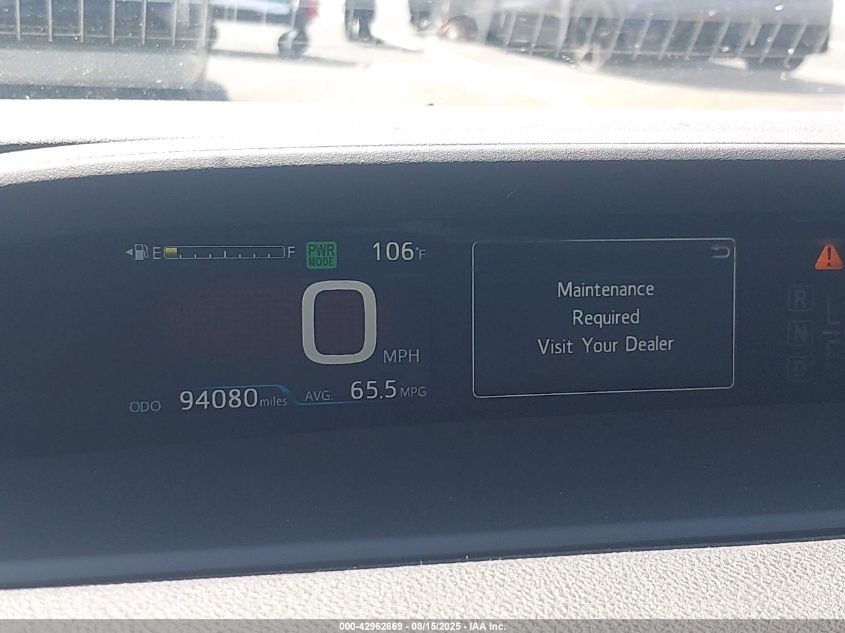 E F PWR MODE 106°F
0 MPH
ODO 94080 miles AVG. 65.5 MPG
Maintenance
Required
Visit Your Dealer
!
R
N
000-42962869 - 08/15/2025 - IAA Inc.